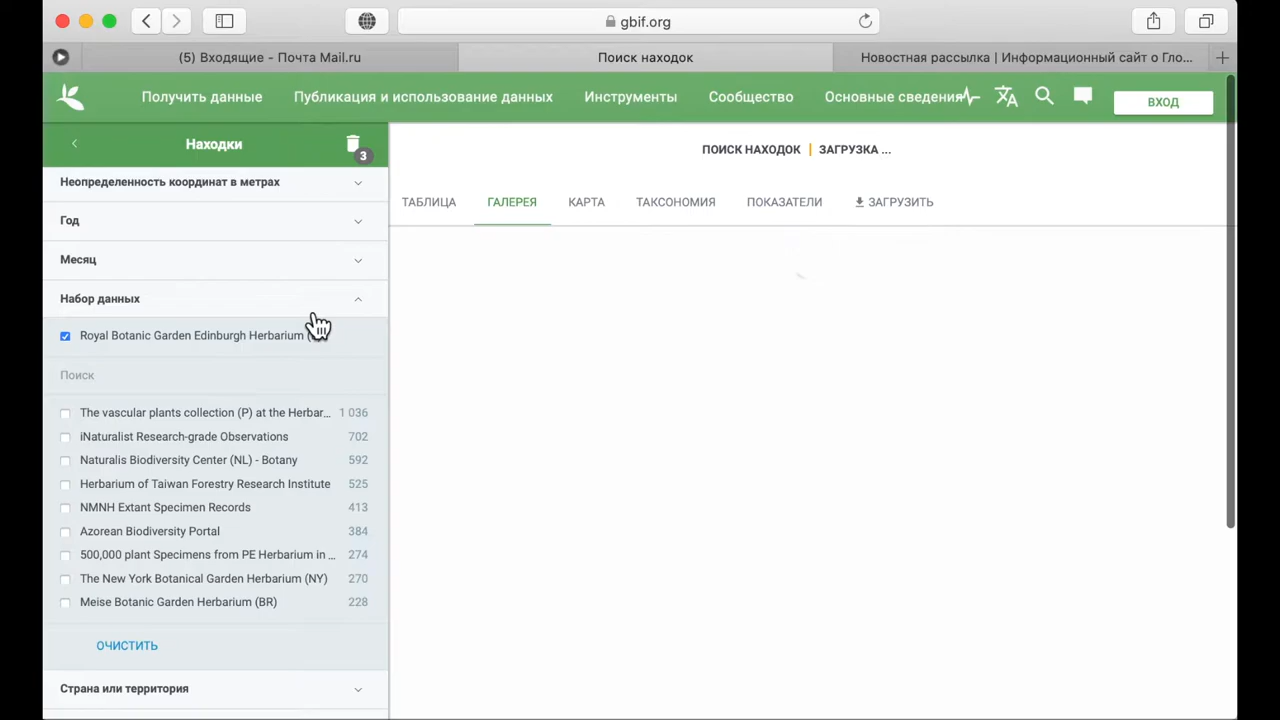 gbif.org
(5) Входящие - Почта Mail.ru
Поиск находок
Новостная рассылка | Информационный сайт о Гло...
Получить данные
Публикация и использование данных
Инструменты
Сообщество
Основные сведения
ВХОД
Находки
3
ПОИСК НАХОДОК | ЗАГРУЗКА ...
Неопределенность координат в метрах
ТАБЛИЦА
ГАЛЕРЕЯ
КАРТА
ТАКСОНОМИЯ
ПОКАЗАТЕЛИ
ЗАГРУЗИТЬ
Год
Месяц
Набор данных
Royal Botanic Garden Edinburgh Herbarium
Поиск
The vascular plants collection (P) at the Herbar... 1 036
iNaturalist Research-grade Observations 702
Naturalis Biodiversity Center (NL) - Botany 592
Herbarium of Taiwan Forestry Research Institute 525
NMNH Extant Specimen Records 413
Azorean Biodiversity Portal 384
500,000 plant Specimens from PE Herbarium in ... 274
The New York Botanical Garden Herbarium (NY) 270
Meise Botanic Garden Herbarium (BR) 228
ОЧИСТИТЬ
Страна или территория